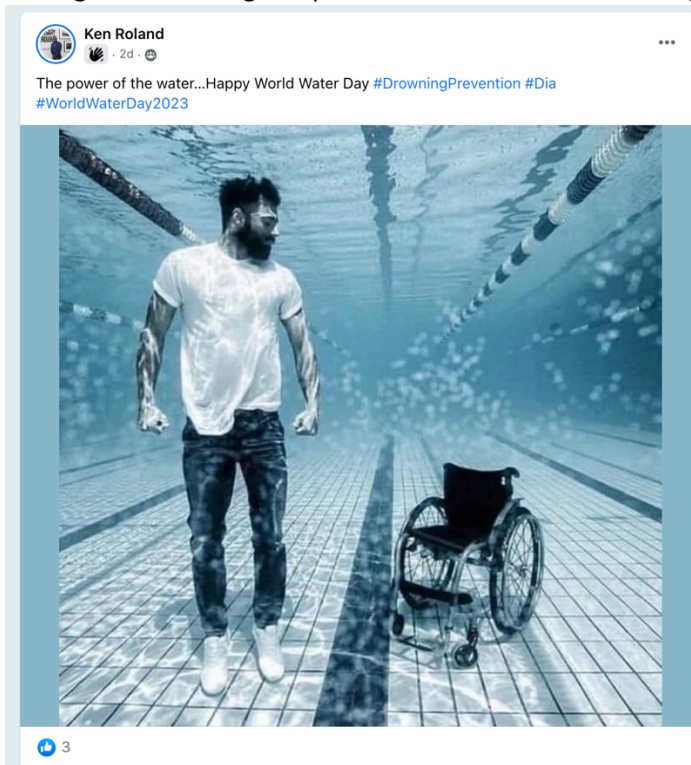 Ken Roland
2d
The power of the water...Happy World Water Day #DrowningPrevention #Dia
#WorldWaterDay2023
3